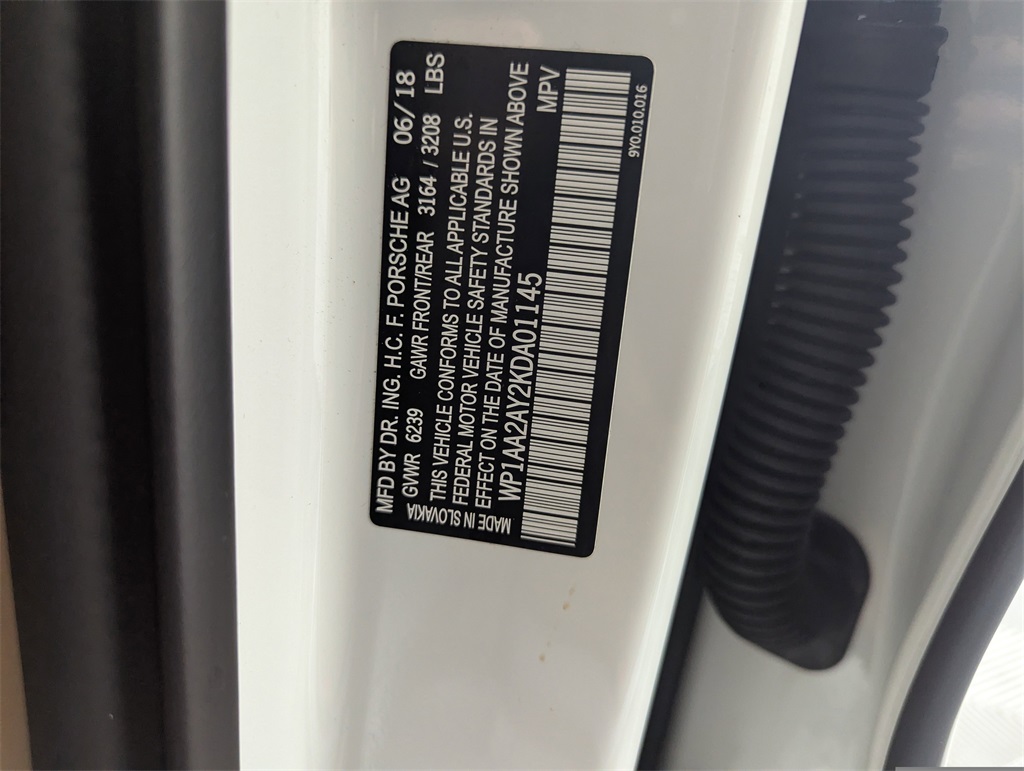 MFD BY DR. ING. H.C. F. PORSCHE AG 06/18
GVWR 6239 GAWR FRONT/REAR 3164 / 3208 LBS
THIS VEHICLE CONFORMS TO ALL APPLICABLE U.S.
FEDERAL MOTOR VEHICLE SAFETY STANDARDS IN
EFFECT ON THE DATE OF MANUFACTURE SHOWN ABOVE
MADE IN SLOVAKIA
WP1AA2AY2KDA01145 MPV
9Y0.010.016